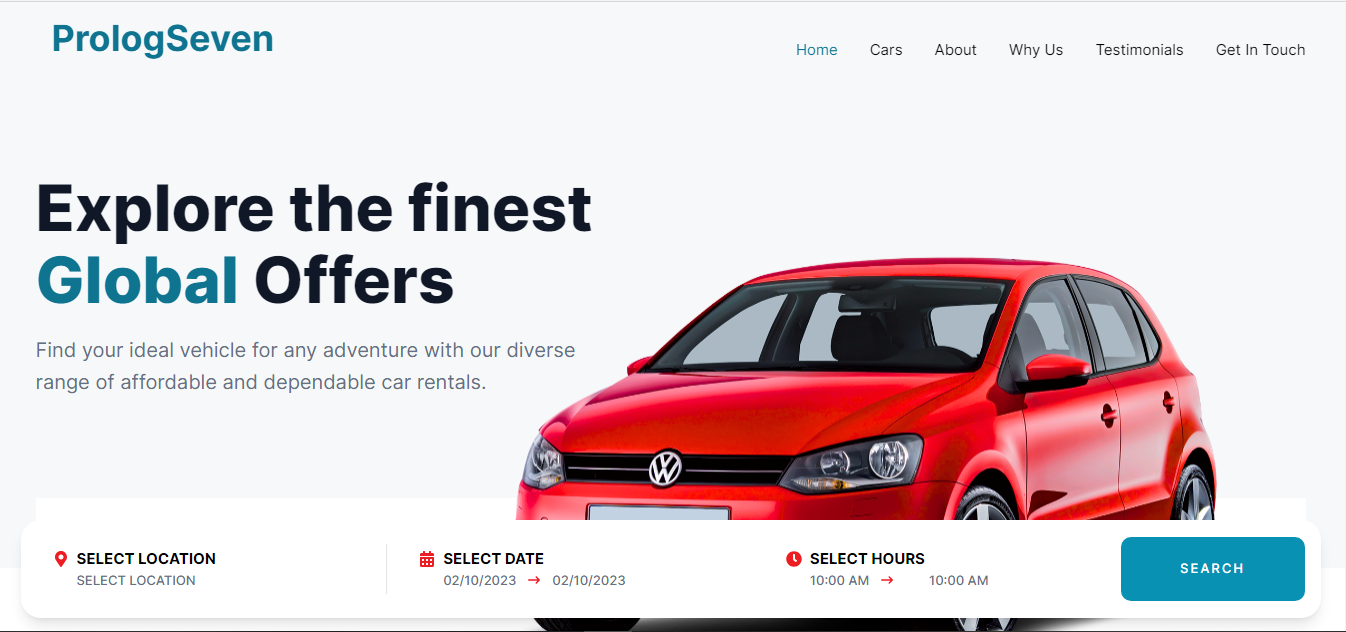 PrologSeven
Home Cars About Why Us Testimonials Get In Touch
Explore the finest
Global Offers
Find your ideal vehicle for any adventure with our diverse
range of affordable and dependable car rentals.
SELECT LOCATION
SELECT LOCATION
SELECT DATE
02/10/2023 → 02/10/2023
SELECT HOURS
10:00 AM → 10:00 AM
SEARCH